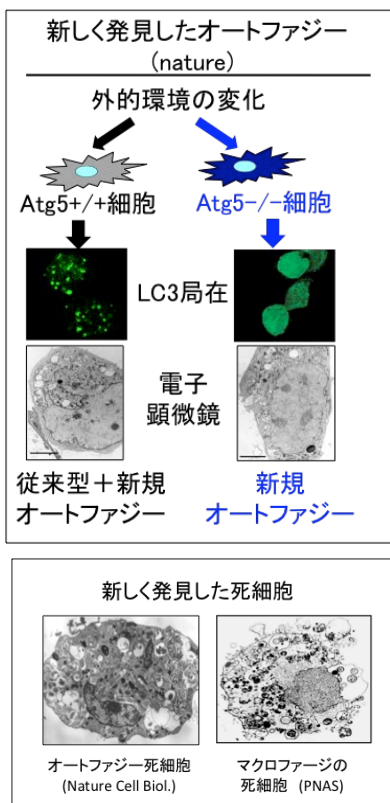 新しく発見したオートファジー
(nature)
外的環境の変化
Atg5+/+細胞
Atg5-/-細胞
LC3局在
電子
顕微鏡
従来型＋新規
オートファジー
新規
オートファジー
新しく発見した死細胞
オートファジー死細胞
(Nature Cell Biol.)
マクロファージの
死細胞 (PNAS)